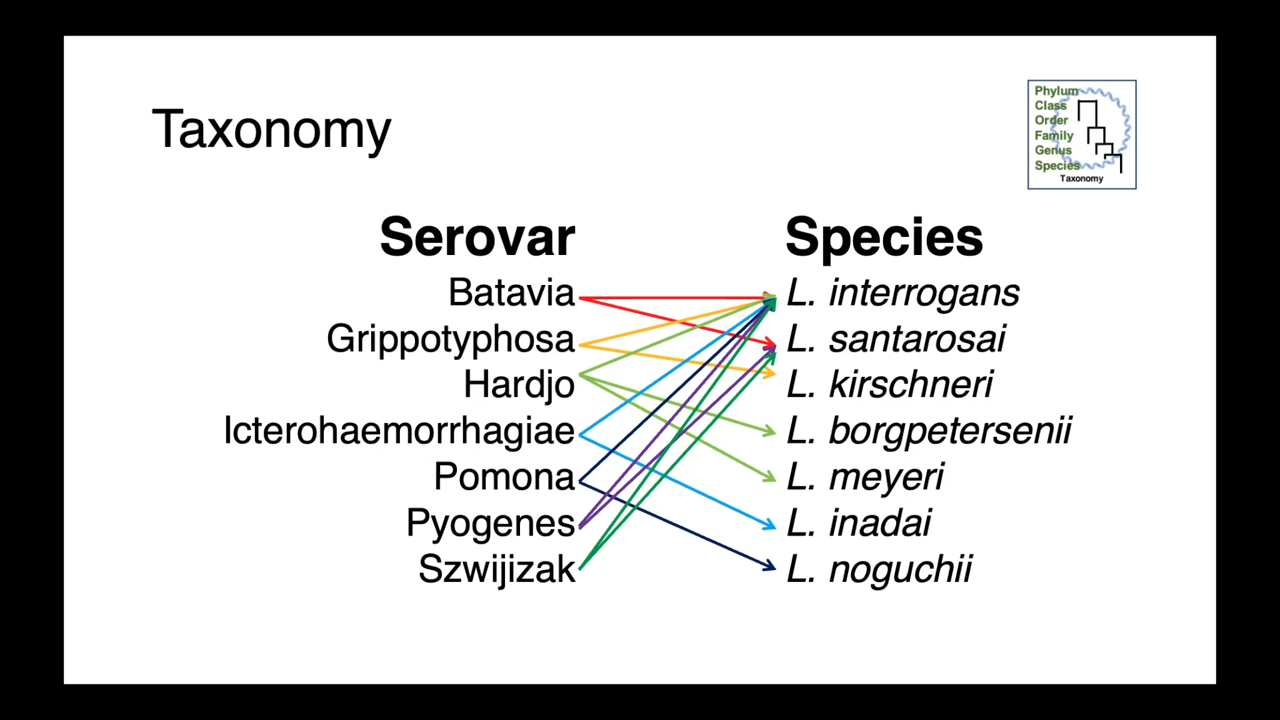 Taxonomy
Phylum
Class
Order
Family
Genus
Species
Taxonomy
Serovar
Batavia
Grippotyphosa
Hardjo
Icterohaemorrhagiae
Pomona
Pyogenes
Szwijizak
Species
L. interrogans
L. santarosai
L. kirschneri
L. borgpetersenii
L. meyeri
L. inadai
L. noguchii